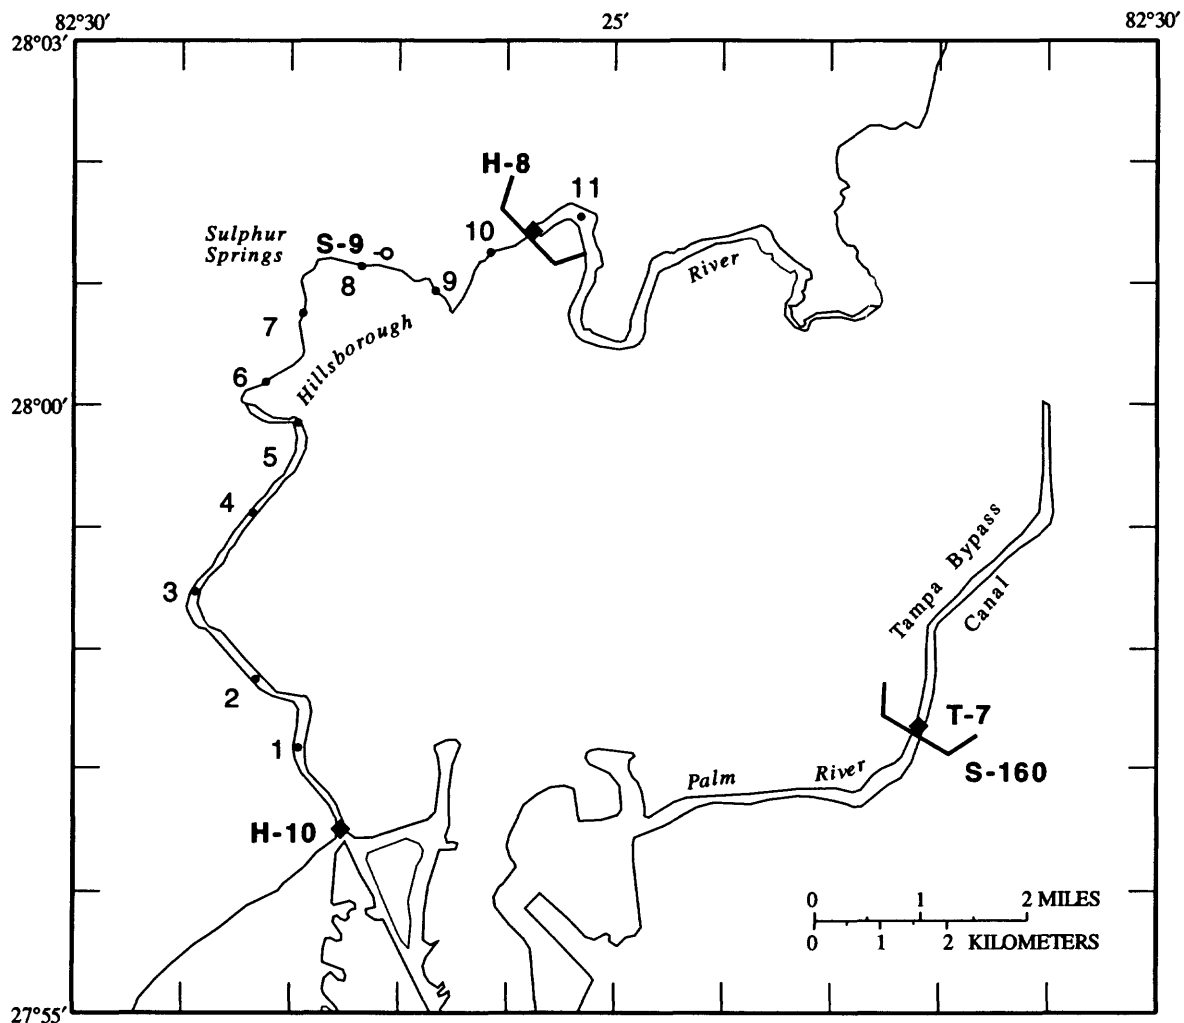 82°30′ 25′ 82°30′
28°03′
H-8
11
Sulphur
Springs
S-9
10
8
9
River
7
Hillsborough
6
28°00′
5
4
Tampa Bypass
Canal
3
2
T-7
1
S-160
Palm River
H-10
0 1 2 MILES
0 1 2 KILOMETERS
27°55′